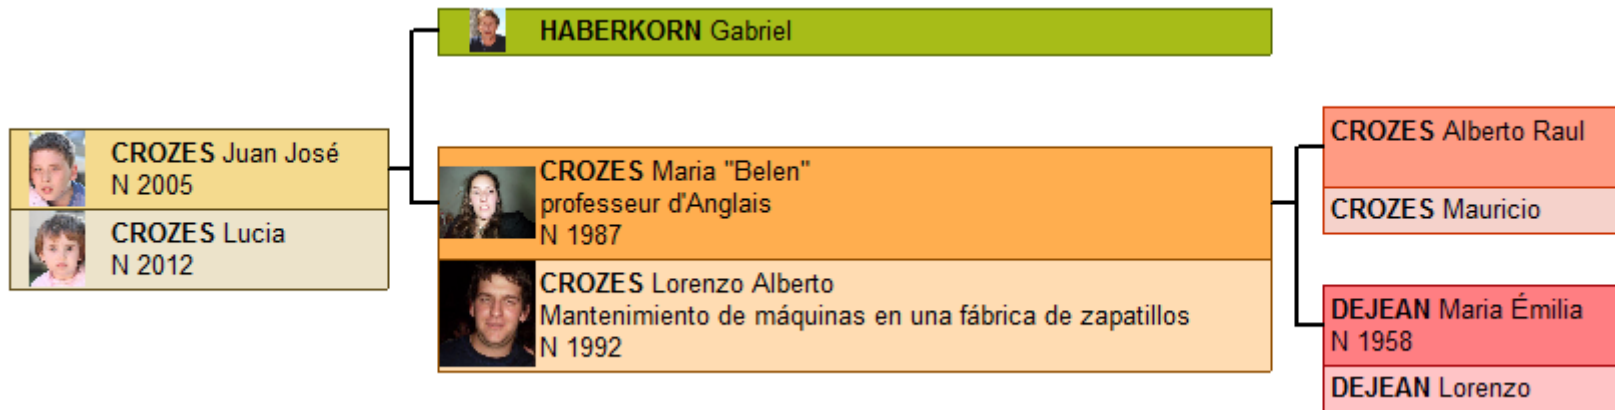 HABERKORN Gabriel
CROZES Juan José
N 2005
CROZES Lucia
N 2012
CROZES Maria "Belen"
professeur d'Anglais
N 1987
CROZES Lorenzo Alberto
Mantenimiento de máquinas en una fábrica de zapatillos
N 1992
CROZES Alberto Raul
CROZES Mauricio
DEJEAN Maria Émilia
N 1958
DEJEAN Lorenzo